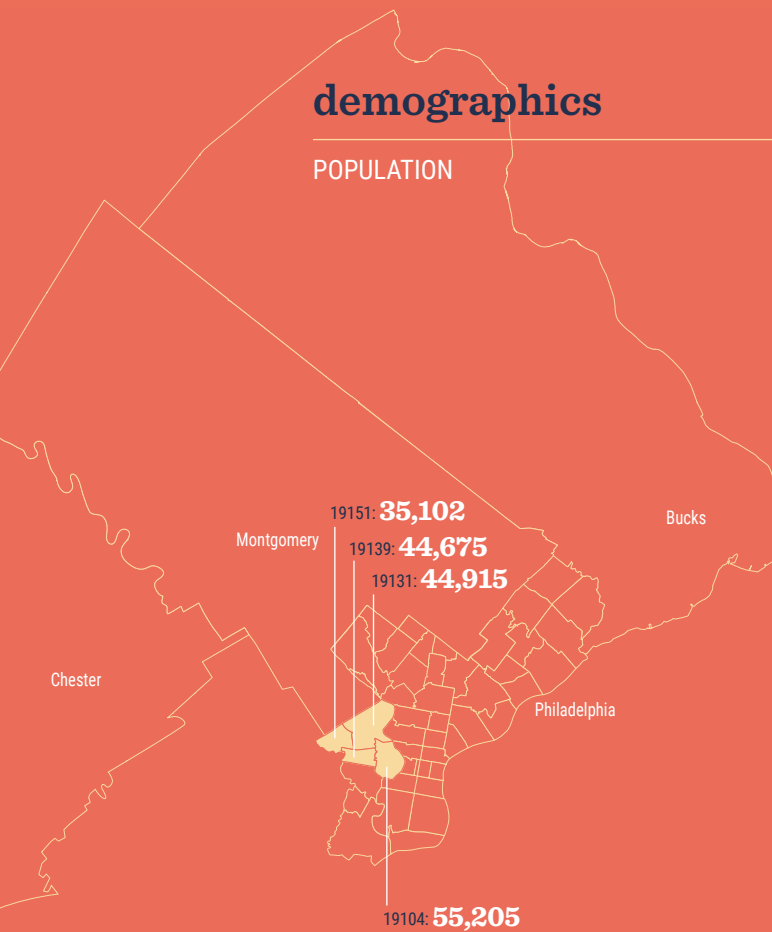 demographics
POPULATION
19151: 35,102
Bucks
Montgomery
19139: 44,675
19131: 44,915
Chester
Philadelphia
19104: 55,205